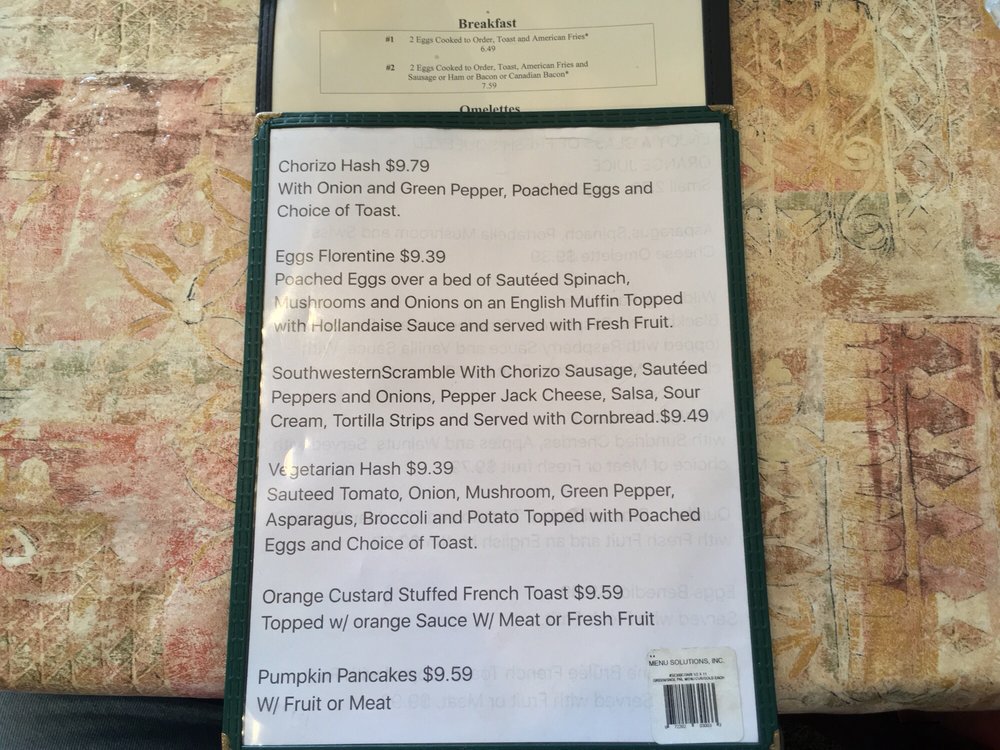 Breakfast
#1 2 Eggs Cooked to Order, Toast and American Fries*
6.49
#2 2 Eggs Cooked to Order, Toast, American Fries and
Sausage or Ham or Bacon or Canadian Bacon*
7.59
Omelettes
Chorizo Hash $9.79
With Onion and Green Pepper, Poached Eggs and
Choice of Toast.
Eggs Florentine $9.39
Poached Eggs over a bed of Sautéed Spinach,
Mushrooms and Onions on an English Muffin Topped
with Hollandaise Sauce and served with Fresh Fruit.
SouthwesternScramble With Chorizo Sausage, Sautéed
Peppers and Onions, Pepper Jack Cheese, Salsa, Sour
Cream, Tortilla Strips and Served with Cornbread.$9.49
Vegetarian Hash $9.39
Sauteed Tomato, Onion, Mushroom, Green Pepper,
Asparagus, Broccoli and Potato Topped with Poached
Eggs and Choice of Toast.
Orange Custard Stuffed French Toast $9.59
Topped w/ orange Sauce W/ Meat or Fresh Fruit
Pumpkin Pancakes $9.59
W/ Fruit or Meat
MENU SOLUTIONS, INC.